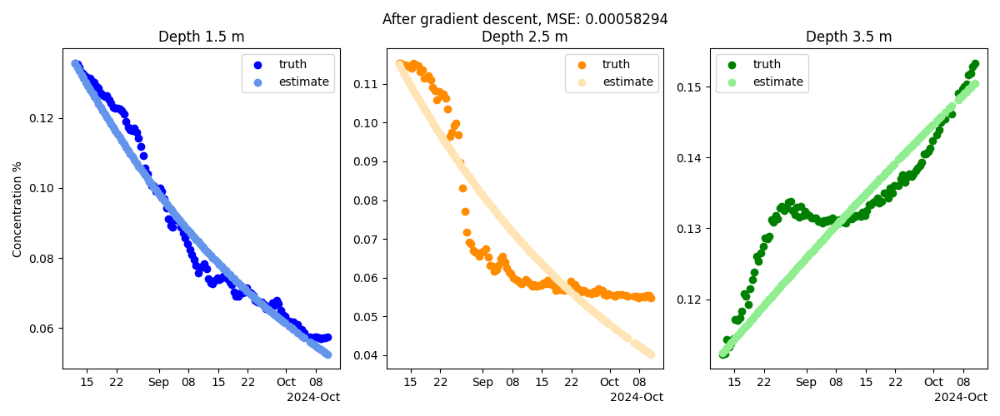 After gradient descent, MSE: 0.00058294
Depth 1.5 m
Concentration %
0.12
0.10
0.08
0.06
truth
estimate
15 22 Sep 08 15 22 Oct 08
2024-Oct
Depth 2.5 m
0.11
0.10
0.09
0.08
0.07
0.06
0.05
0.04
truth
estimate
15 22 Sep 08 15 22 Oct 08
2024-Oct
Depth 3.5 m
0.15
0.14
0.13
0.12
truth
estimate
15 22 Sep 08 15 22 Oct 08
2024-Oct